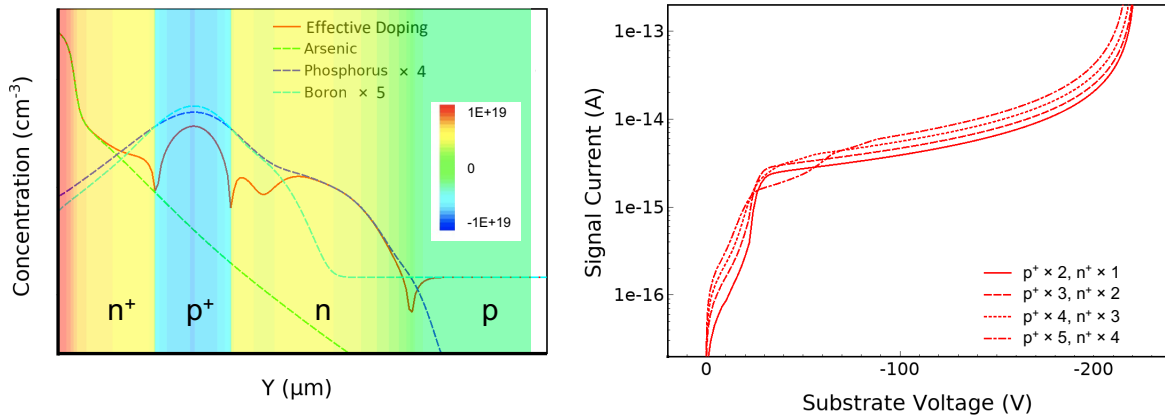 Concentration (cm⁻³)
Effective Doping
Arsenic
Phosphorus × 4
Boron × 5
1E+19
0
-1E+19
n⁺
p⁺
n
p
Y (μm)
Signal Current (A)
1e-13
1e-14
1e-15
1e-16
p⁺ × 2, n⁺ × 1
p⁺ × 3, n⁺ × 2
p⁺ × 4, n⁺ × 3
p⁺ × 5, n⁺ × 4
0
-100
-200
Substrate Voltage (V)